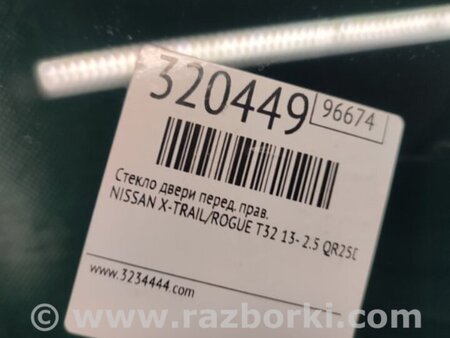 320449
96674
Стекло двери перед. прав.
NISSAN X-TRAIL/ROGUE T32 13- 2.5 QR25D
www.3234444.com
© www.razborki.com